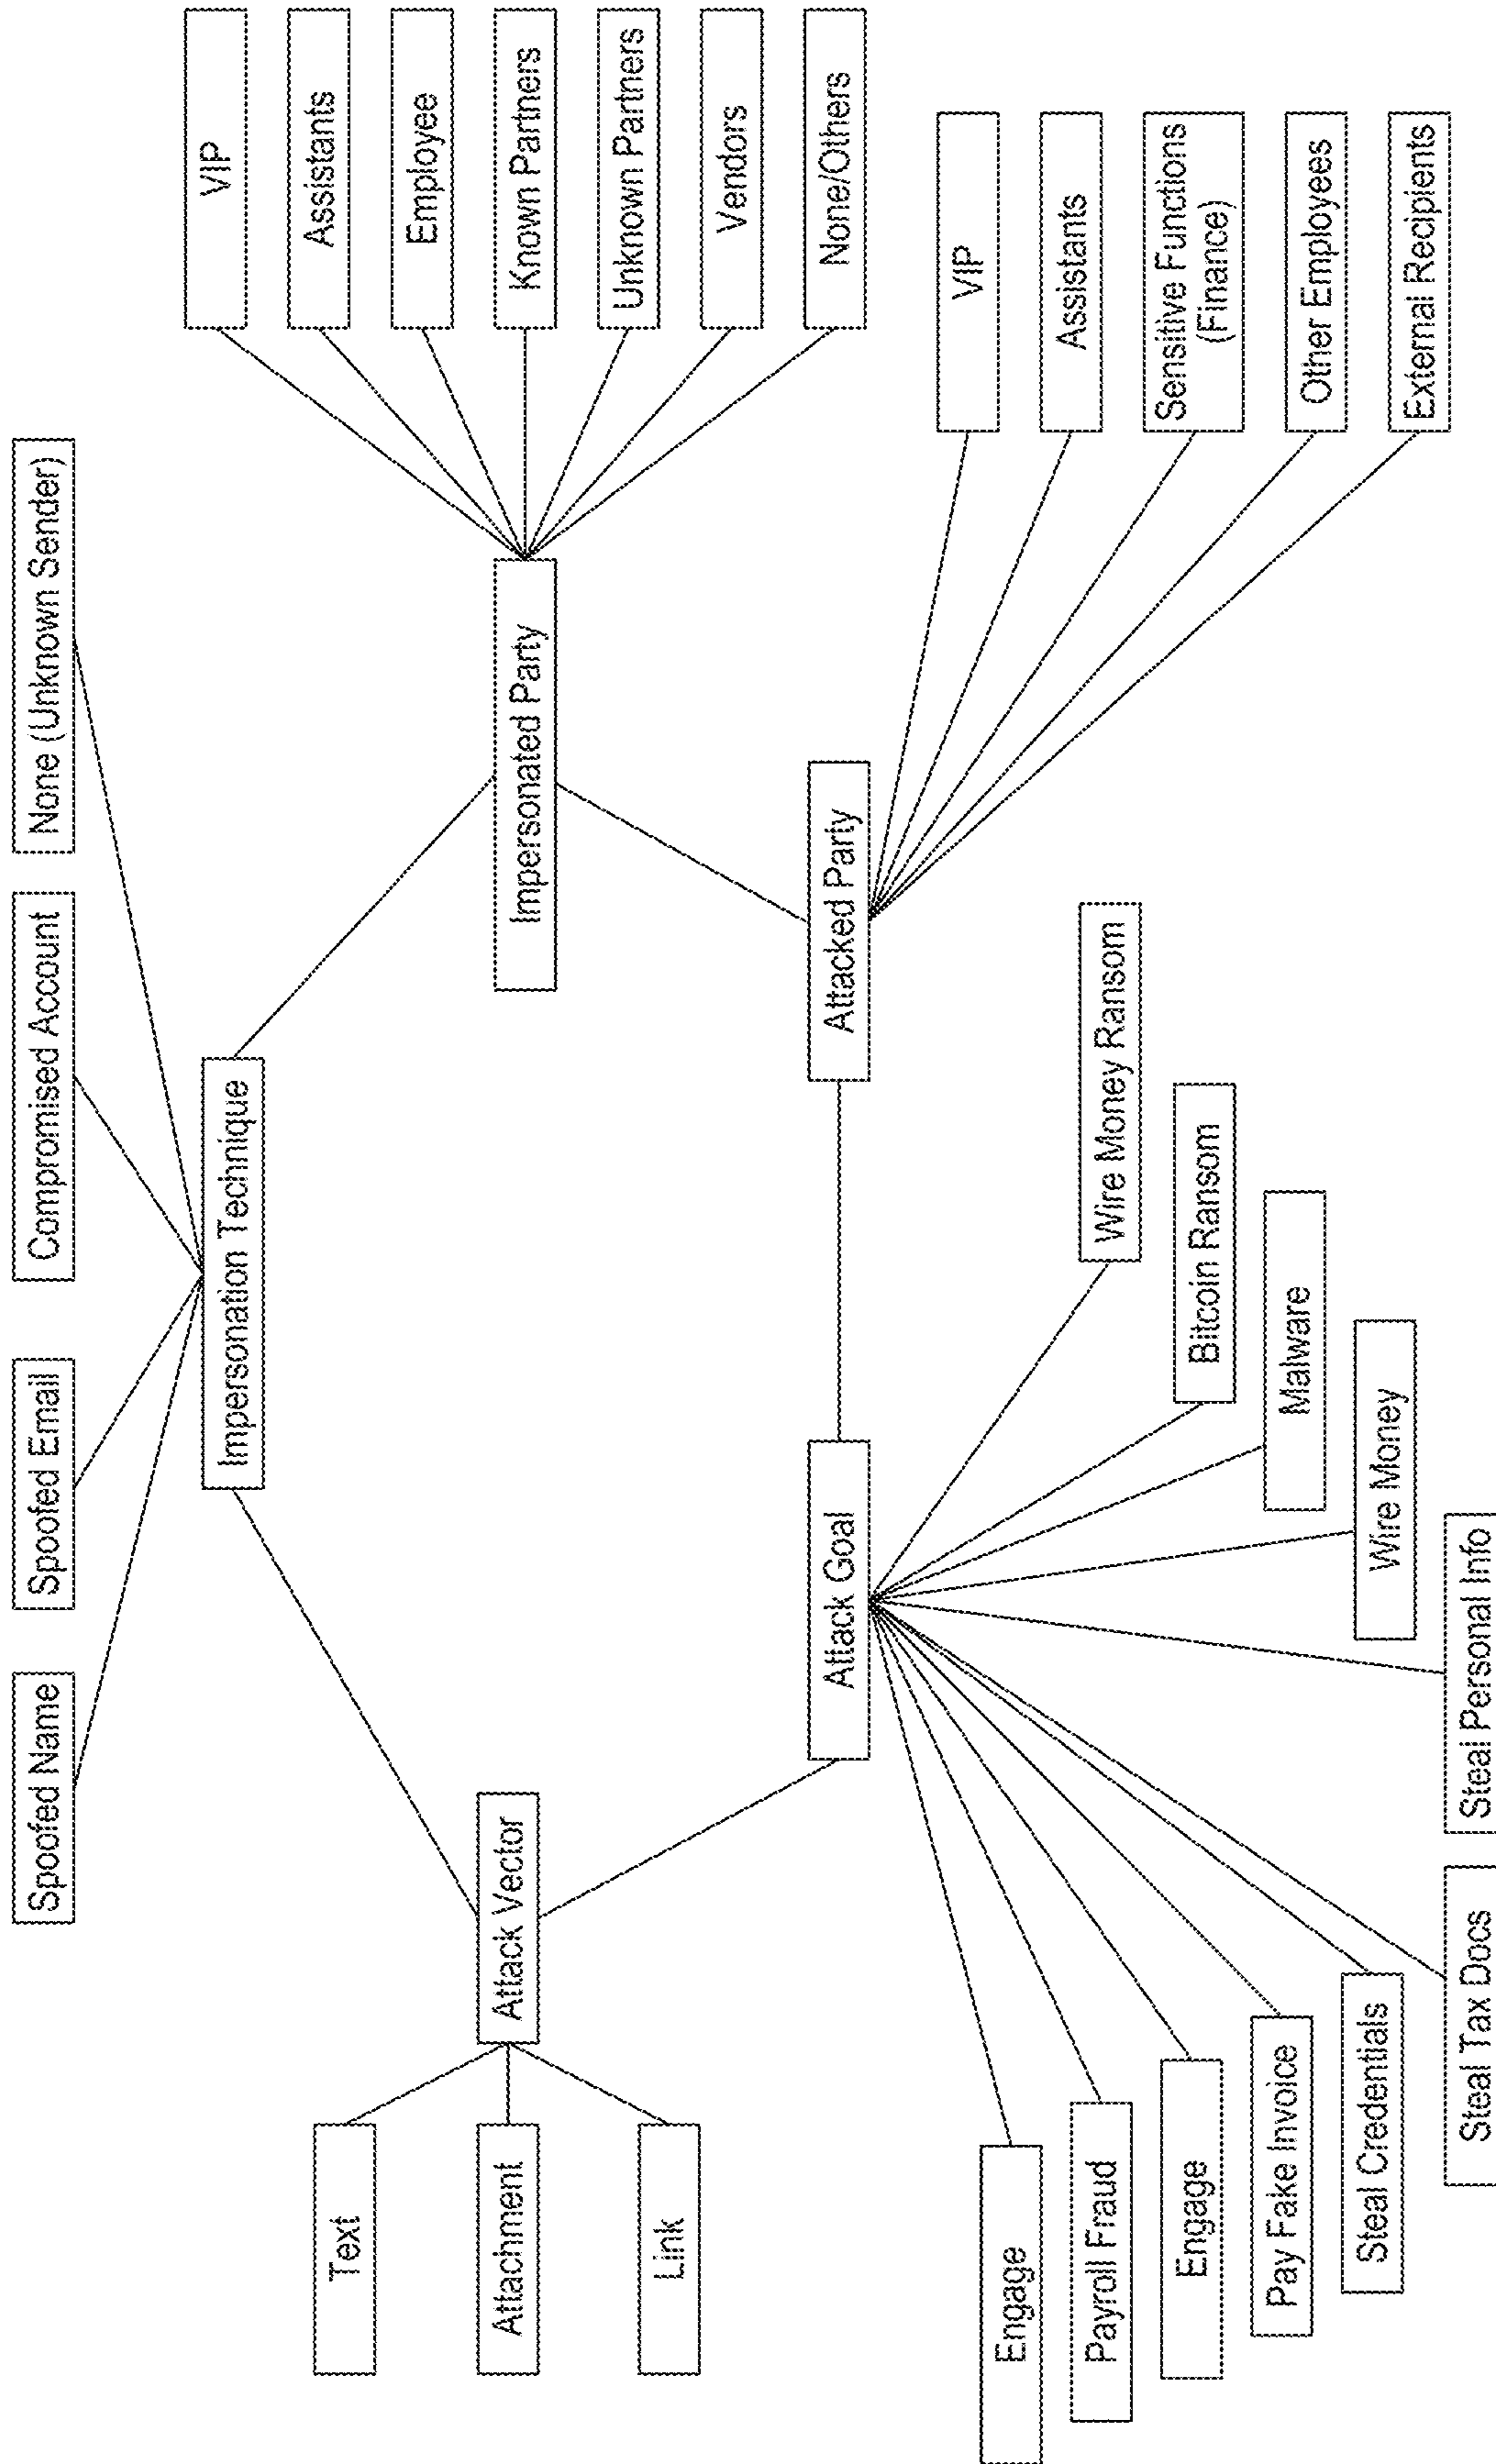 Spoofed Name
Spoofed Email
Compromised Account
None (Unknown Sender)
Impersonation Technique
Text
Attachment
Link
Attack Vector
Impersonated Party
VIP
Assistants
Employee
Known Partners
Unknown Partners
Vendors
None/Others
Attack Goal
Attacked Party
VIP
Assistants
Sensitive Functions
(Finance)
Other Employees
External Recipients
Engage
Payroll Fraud
Engage
Pay Fake Invoice
Steal Credentials
Steal Tax Docs
Steal Personal Info
Wire Money
Malware
Bitcoin Ransom
Wire Money Ransom